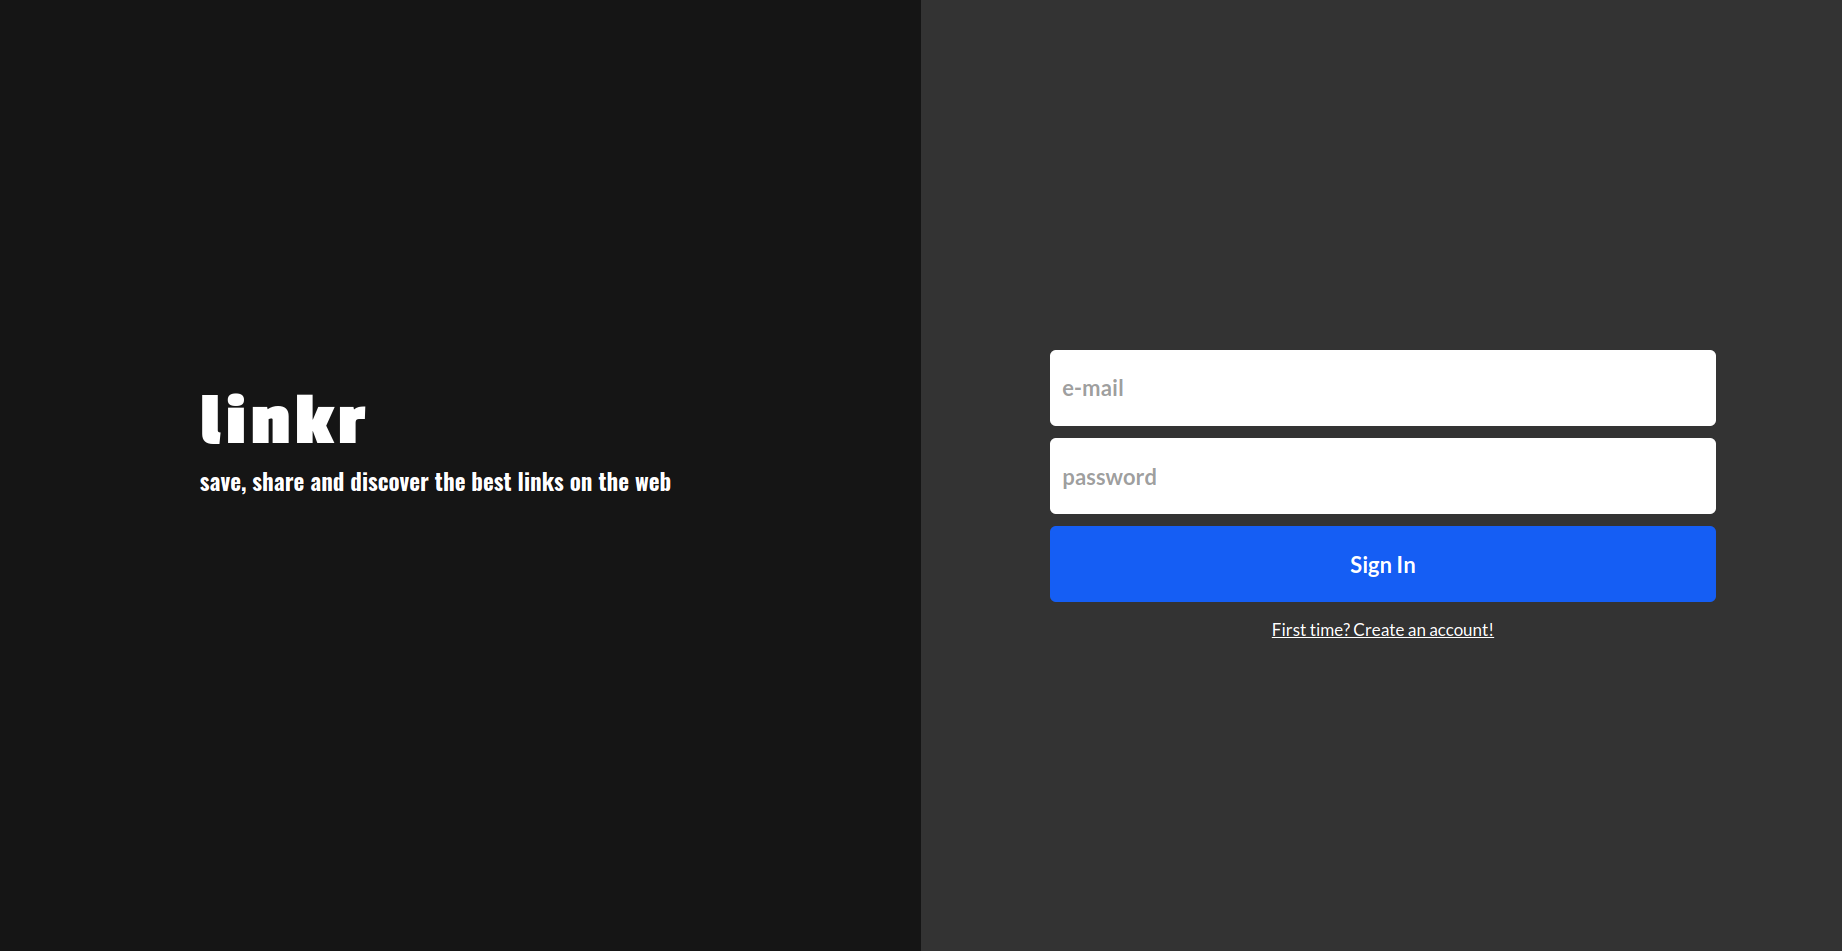 linkr
save, share and discover the best links on the web
e-mail
password
Sign In
First time? Create an account!